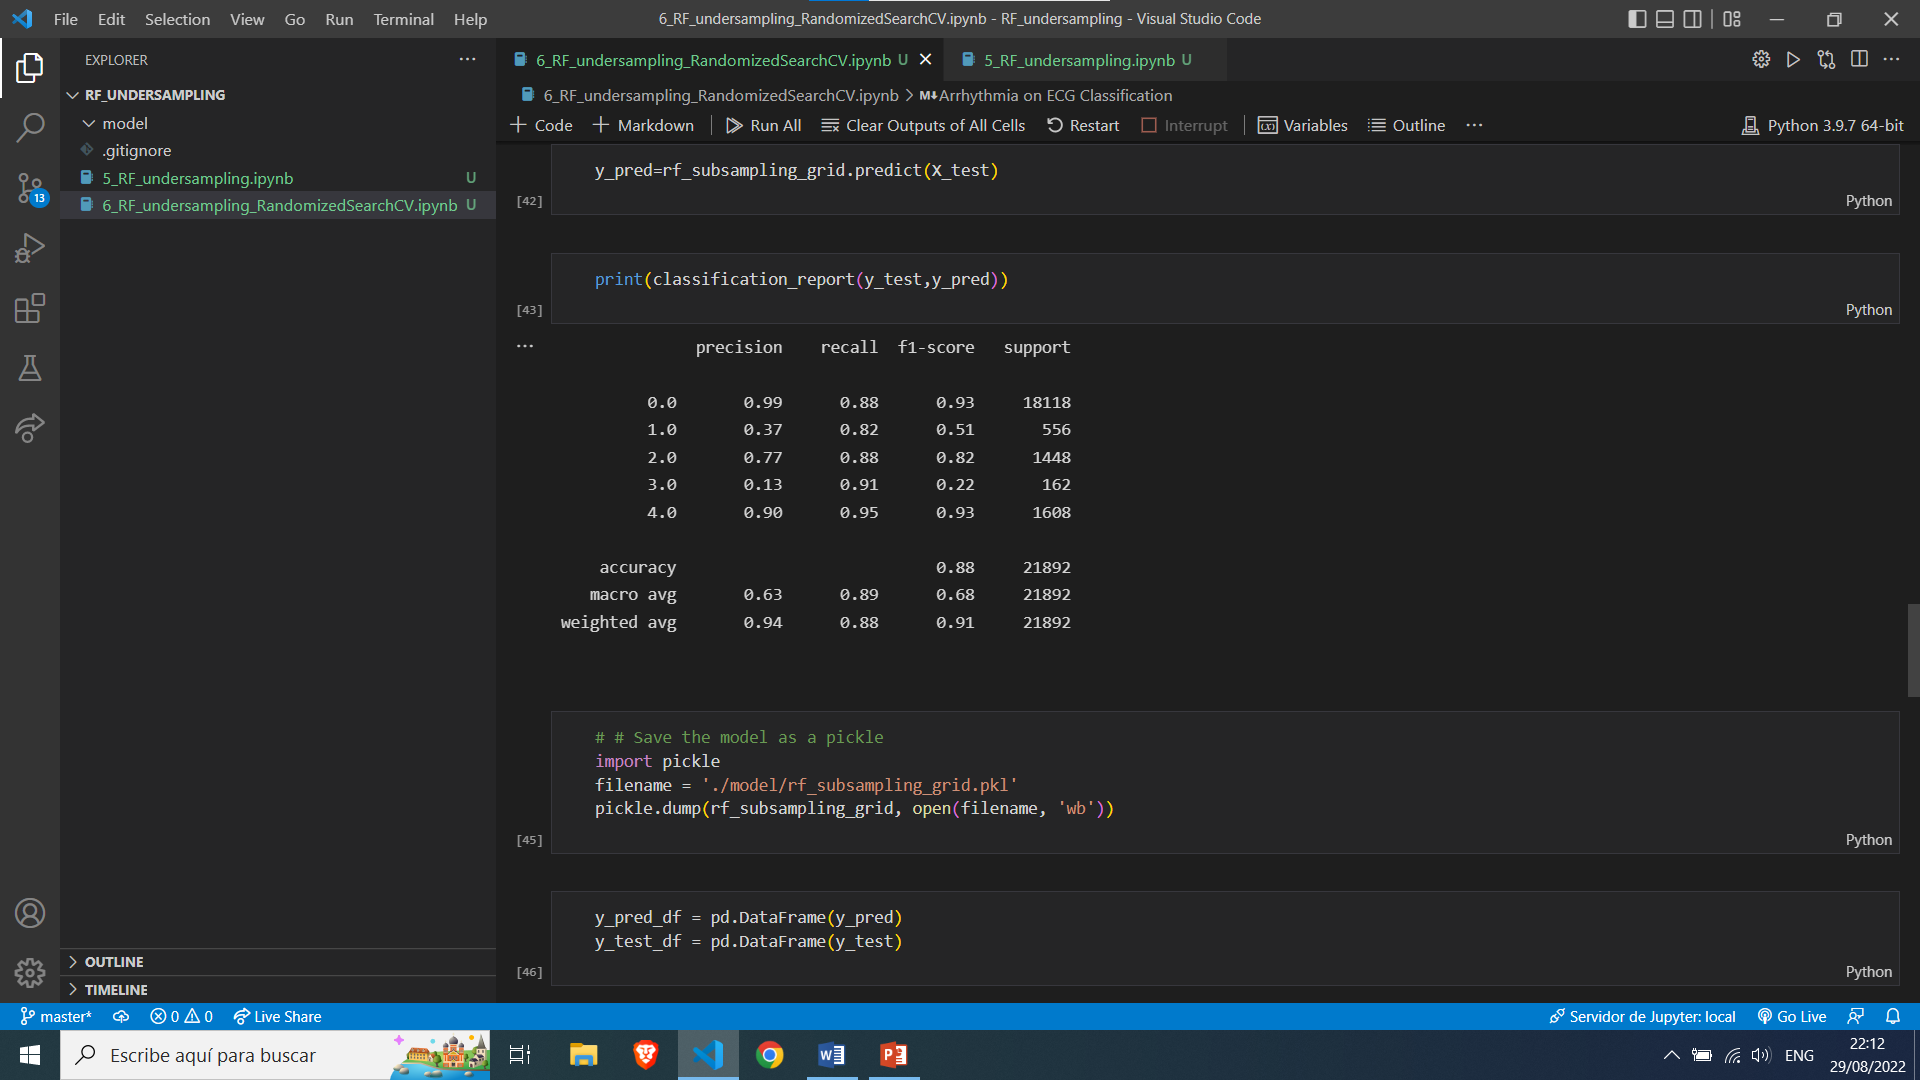 File Edit Selection View Go Run Terminal Help
6_RF_undersampling_RandomizedSearchCV.ipynb - RF_undersampling - Visual Studio Code
EXPLORER
RF_UNDERSAMPLING
model
.gitignore
5_RF_undersampling.ipynb U
6_RF_undersampling_RandomizedSearchCV.ipynb U
13
OUTLINE
TIMELINE
6_RF_undersampling_RandomizedSearchCV.ipynb U
5_RF_undersampling.ipynb U
6_RF_undersampling_RandomizedSearchCV.ipynb > M↓Arrhythmia on ECG Classification
+ Code + Markdown Run All Clear Outputs of All Cells Restart Interrupt Variables Outline ... Python 3.9.7 64-bit
y_pred=rf_subsampling_grid.predict(X_test)
[42] Python
print(classification_report(y_test,y_pred))
[43] Python
... precision recall f1-score support
0.0 0.99 0.88 0.93 18118
1.0 0.37 0.82 0.51 556
2.0 0.77 0.88 0.82 1448
3.0 0.13 0.91 0.22 162
4.0 0.90 0.95 0.93 1608
accuracy 0.88 21892
macro avg 0.63 0.89 0.68 21892
weighted avg 0.94 0.88 0.91 21892
# # Save the model as a pickle
import pickle
filename = './model/rf_subsampling_grid.pkl'
pickle.dump(rf_subsampling_grid, open(filename, 'wb'))
[45] Python
y_pred_df = pd.DataFrame(y_pred)
y_test_df = pd.DataFrame(y_test)
[46] Python
master* 0 0 Live Share Servidor de Jupyter: local Go Live
Escribe aquí para buscar
ENG
22:12
29/08/2022